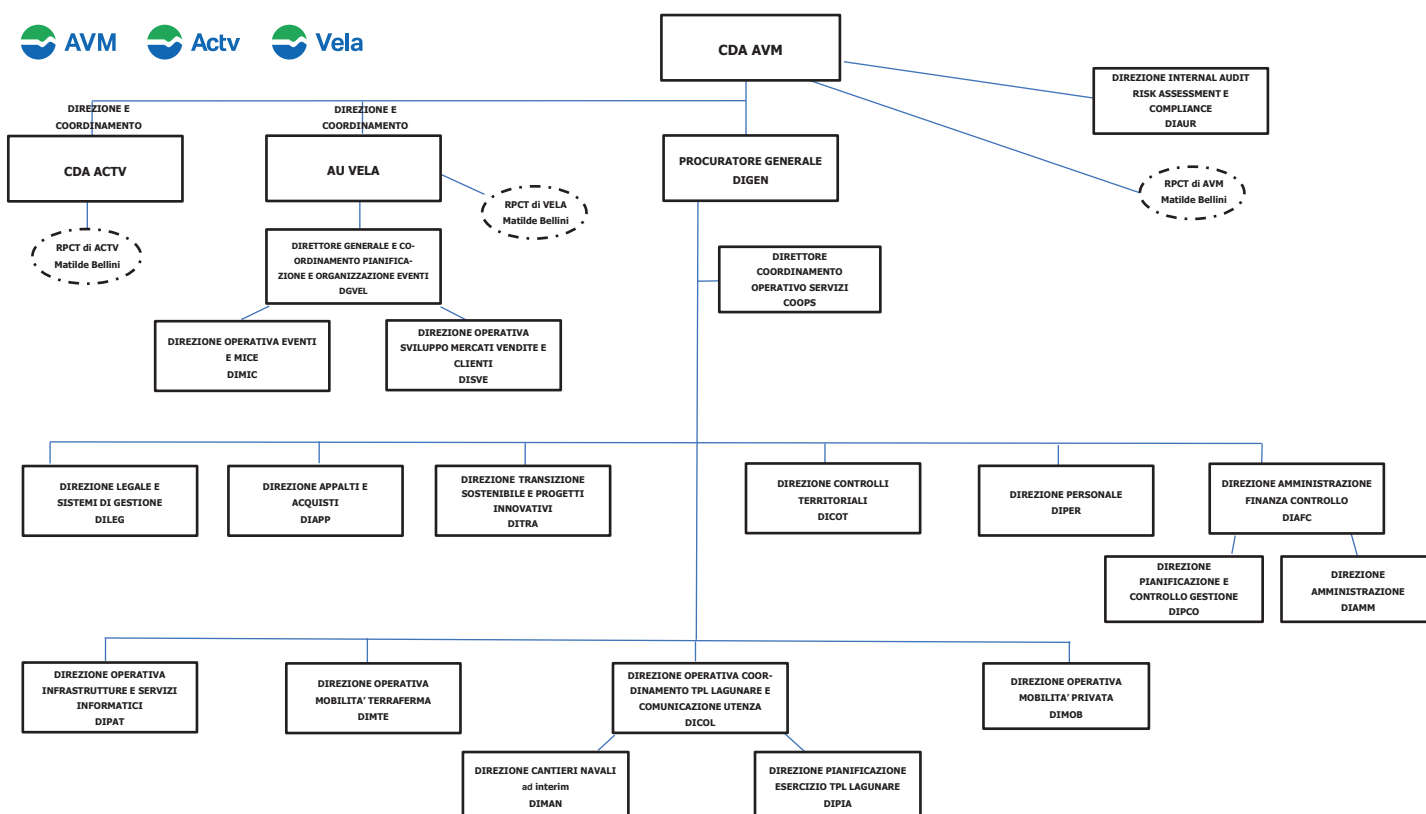 AVM
Actv
Vela
CDA AVM
DIREZIONE INTERNAL AUDIT
RISK ASSESSMENT E
COMPLIANCE
DIAUR
DIREZIONE E
COORDINAMENTO
DIREZIONE E
COORDINAMENTO
CDA ACTV
AU VELA
PROCURATORE GENERALE
DIGEN
RPCT di AVM
Matilde Bellini
RPCT di VELA
Matilde Bellini
RPCT di ACTV
Matilde Bellini
DIRETTORE GENERALE E CO-
ORDINAMENTO PIANIFICA-
ZIONE E ORGANIZZAZIONE EVENTI
DGVEL
DIRETTORE
COORDINAMENTO
OPERATIVO SERVIZI
COOPS
DIREZIONE OPERATIVA EVENTI
E MICE
DIMIC
DIREZIONE OPERATIVA
SVILUPPO MERCATI VENDITE E
CLIENTI
DISVE
DIREZIONE LEGALE E
SISTEMI DI GESTIONE
DILEG
DIREZIONE APPALTI E
ACQUISTI
DIAPP
DIREZIONE TRANSIZIONE
SOSTENIBILE E PROGETTI
INNOVATIVI
DITRA
DIREZIONE CONTROLLI
TERRITORIALI
DICOT
DIREZIONE PERSONALE
DIPER
DIREZIONE AMMINISTRAZIONE
FINANZA CONTROLLO
DIAFC
DIREZIONE
PIANIFICAZIONE E
CONTROLLO GESTIONE
DIPCO
DIREZIONE
AMMINISTRAZIONE
DIAMM
DIREZIONE OPERATIVA
INFRASTRUTTURE E SERVIZI
INFORMATICI
DIPAT
DIREZIONE OPERATIVA
MOBILITA’ TERRAFERMA
DIMTE
DIREZIONE OPERATIVA COOR-
DINAMENTO TPL LAGUNARE E
COMUNICAZIONE UTENZA
DICOL
DIREZIONE OPERATIVA
MOBILITA’ PRIVATA
DIMOB
DIREZIONE CANTIERI NAVALI
ad interim
DIMAN
DIREZIONE PIANIFICAZIONE
ESERCIZIO TPL LAGUNARE
DIPIA